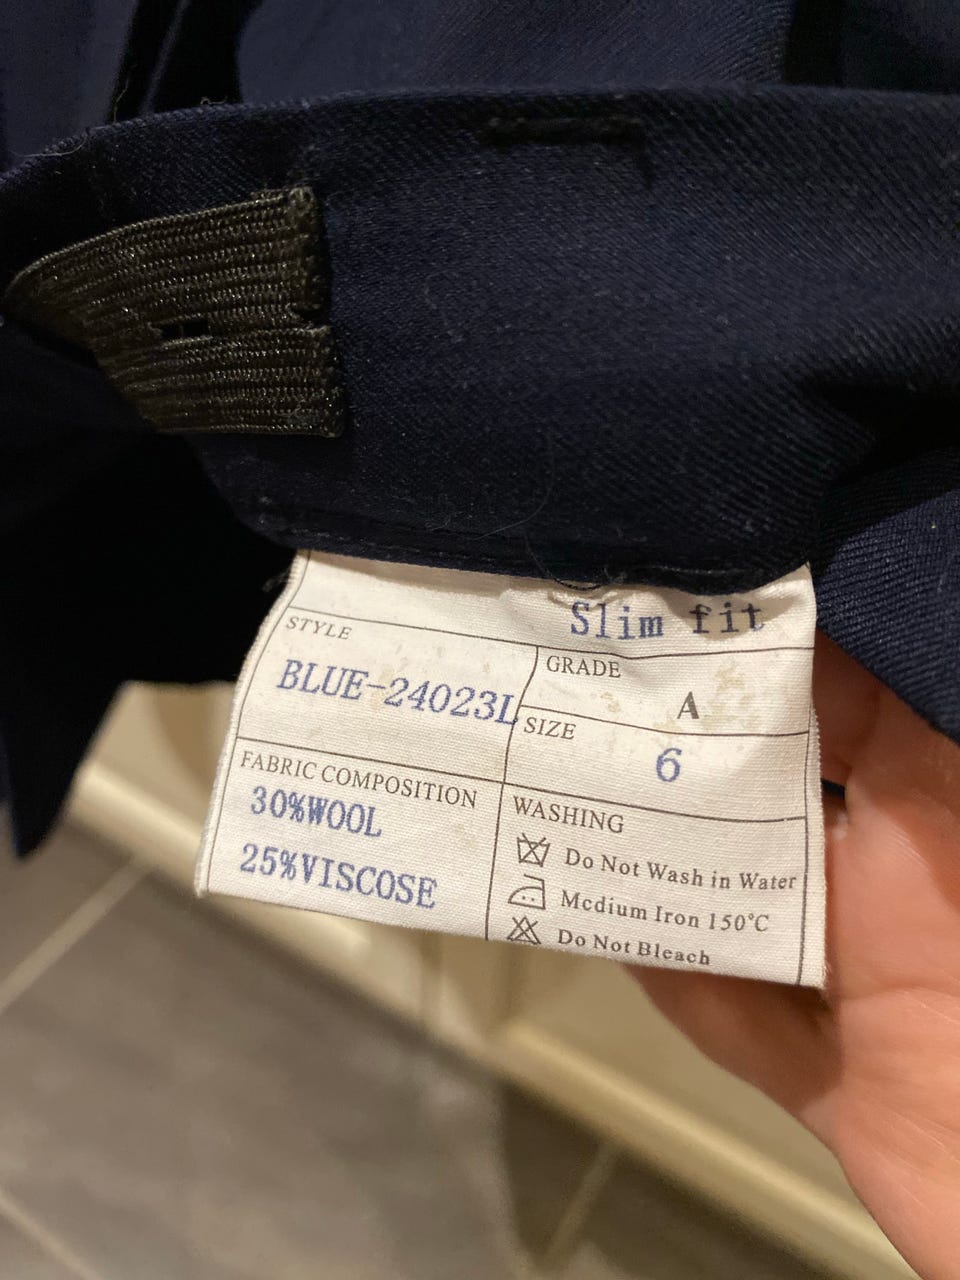 Slim fit
STYLE
BLUE-24023L
GRADE
A
SIZE
6
FABRIC COMPOSITION
30%WOOL
25%VISCOSE
WASHING
Do Not Wash in Water
Medium Iron 150°C
Do Not Bleach